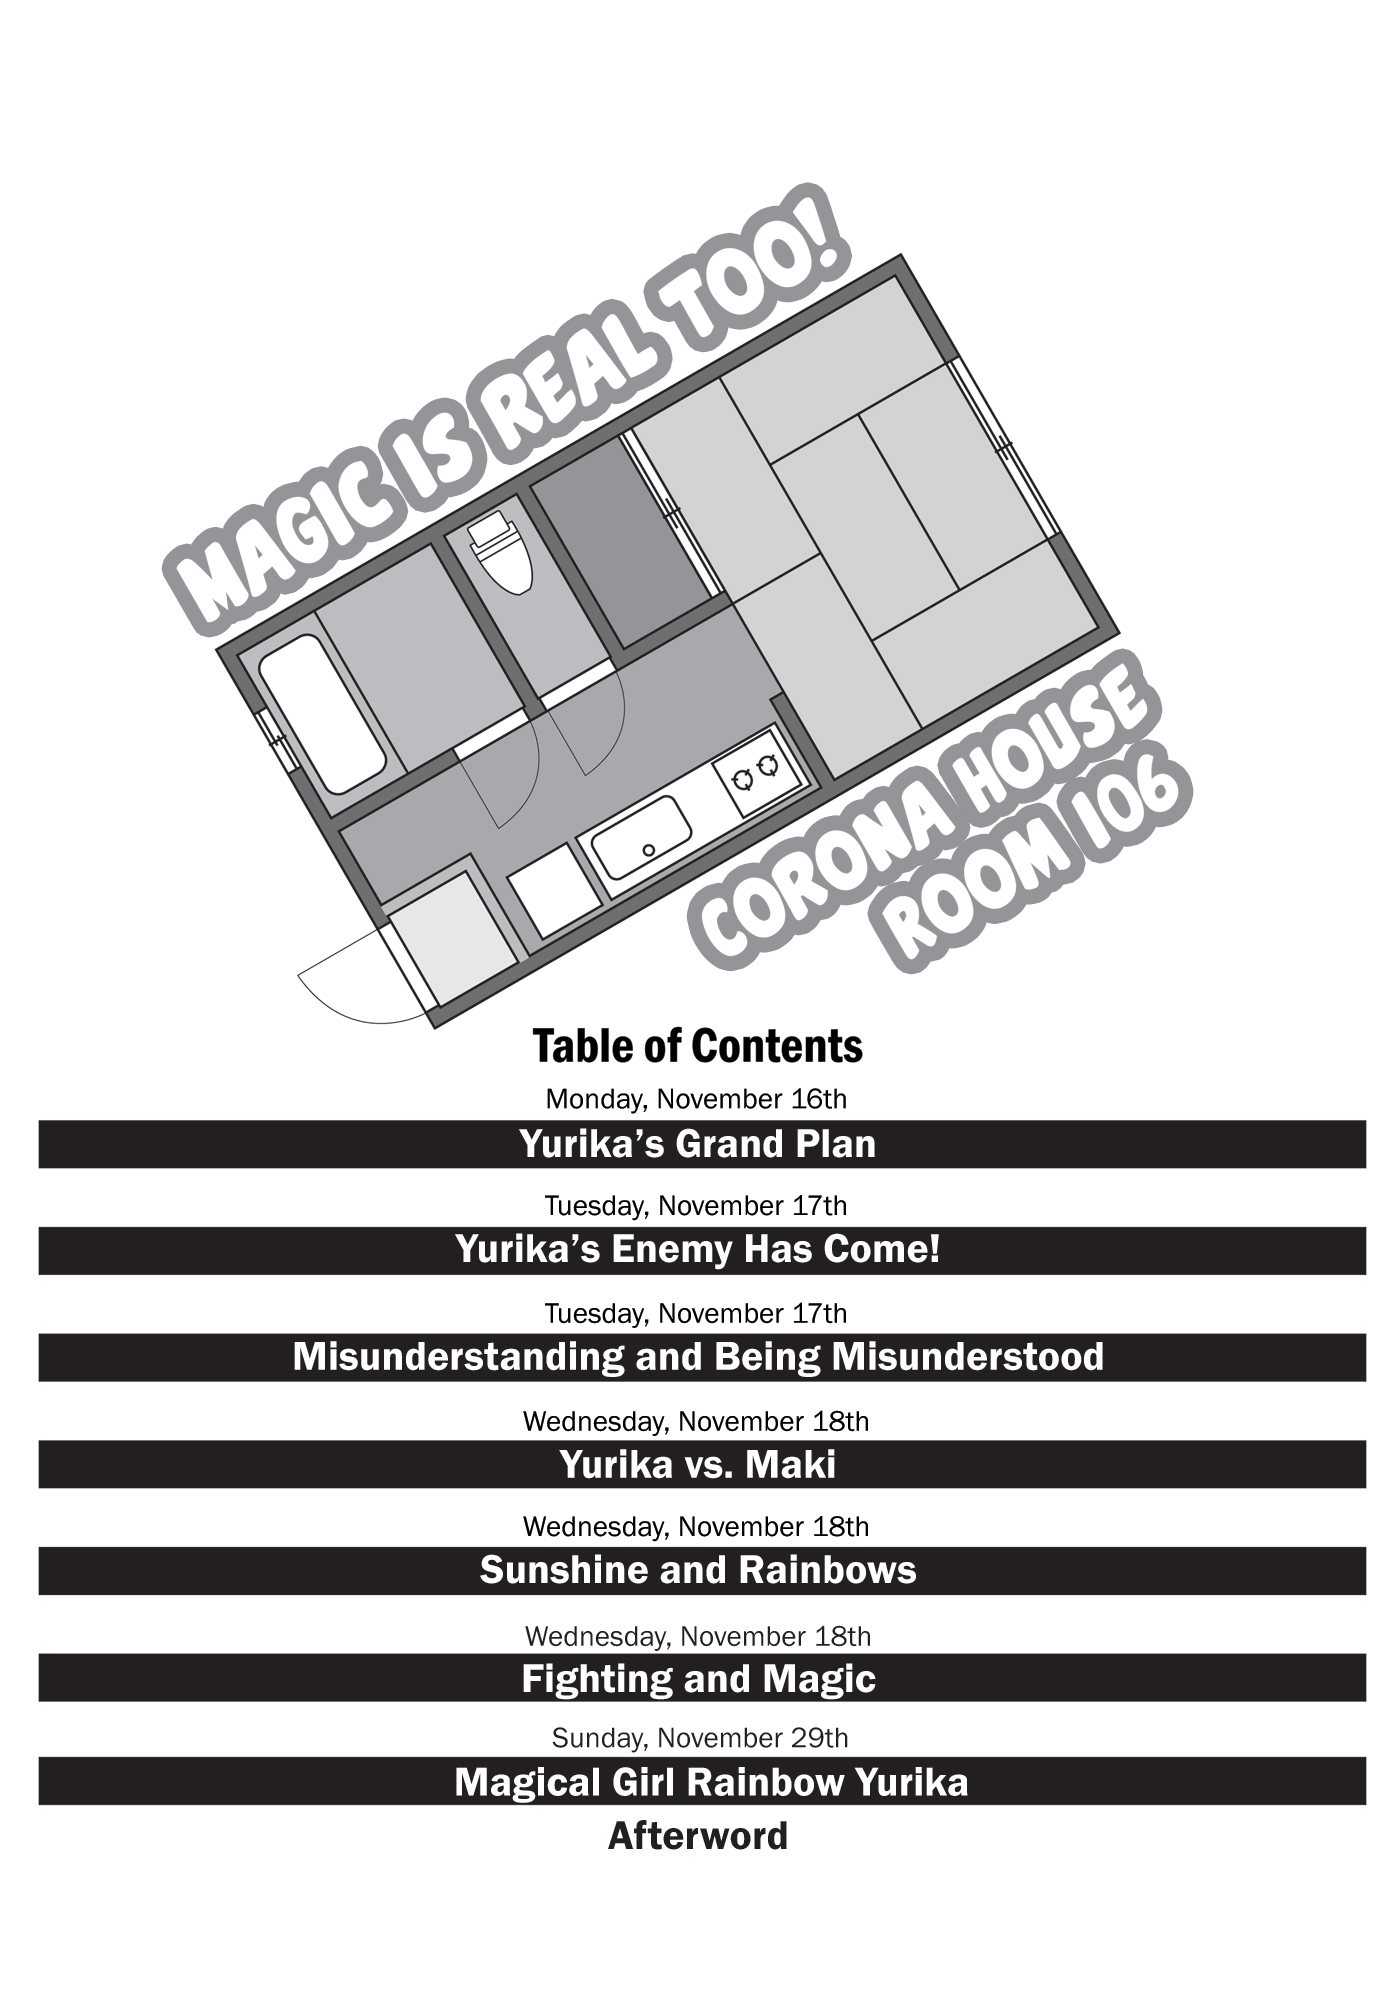 MAGIC IS REAL TOO!
CORONA HOUSE
ROOM 106
Table of Contents
Monday, November 16th
Yurika’s Grand Plan
Tuesday, November 17th
Yurika’s Enemy Has Come!
Tuesday, November 17th
Misunderstanding and Being Misunderstood
Wednesday, November 18th
Yurika vs. Maki
Wednesday, November 18th
Sunshine and Rainbows
Wednesday, November 18th
Fighting and Magic
Sunday, November 29th
Magical Girl Rainbow Yurika
Afterword